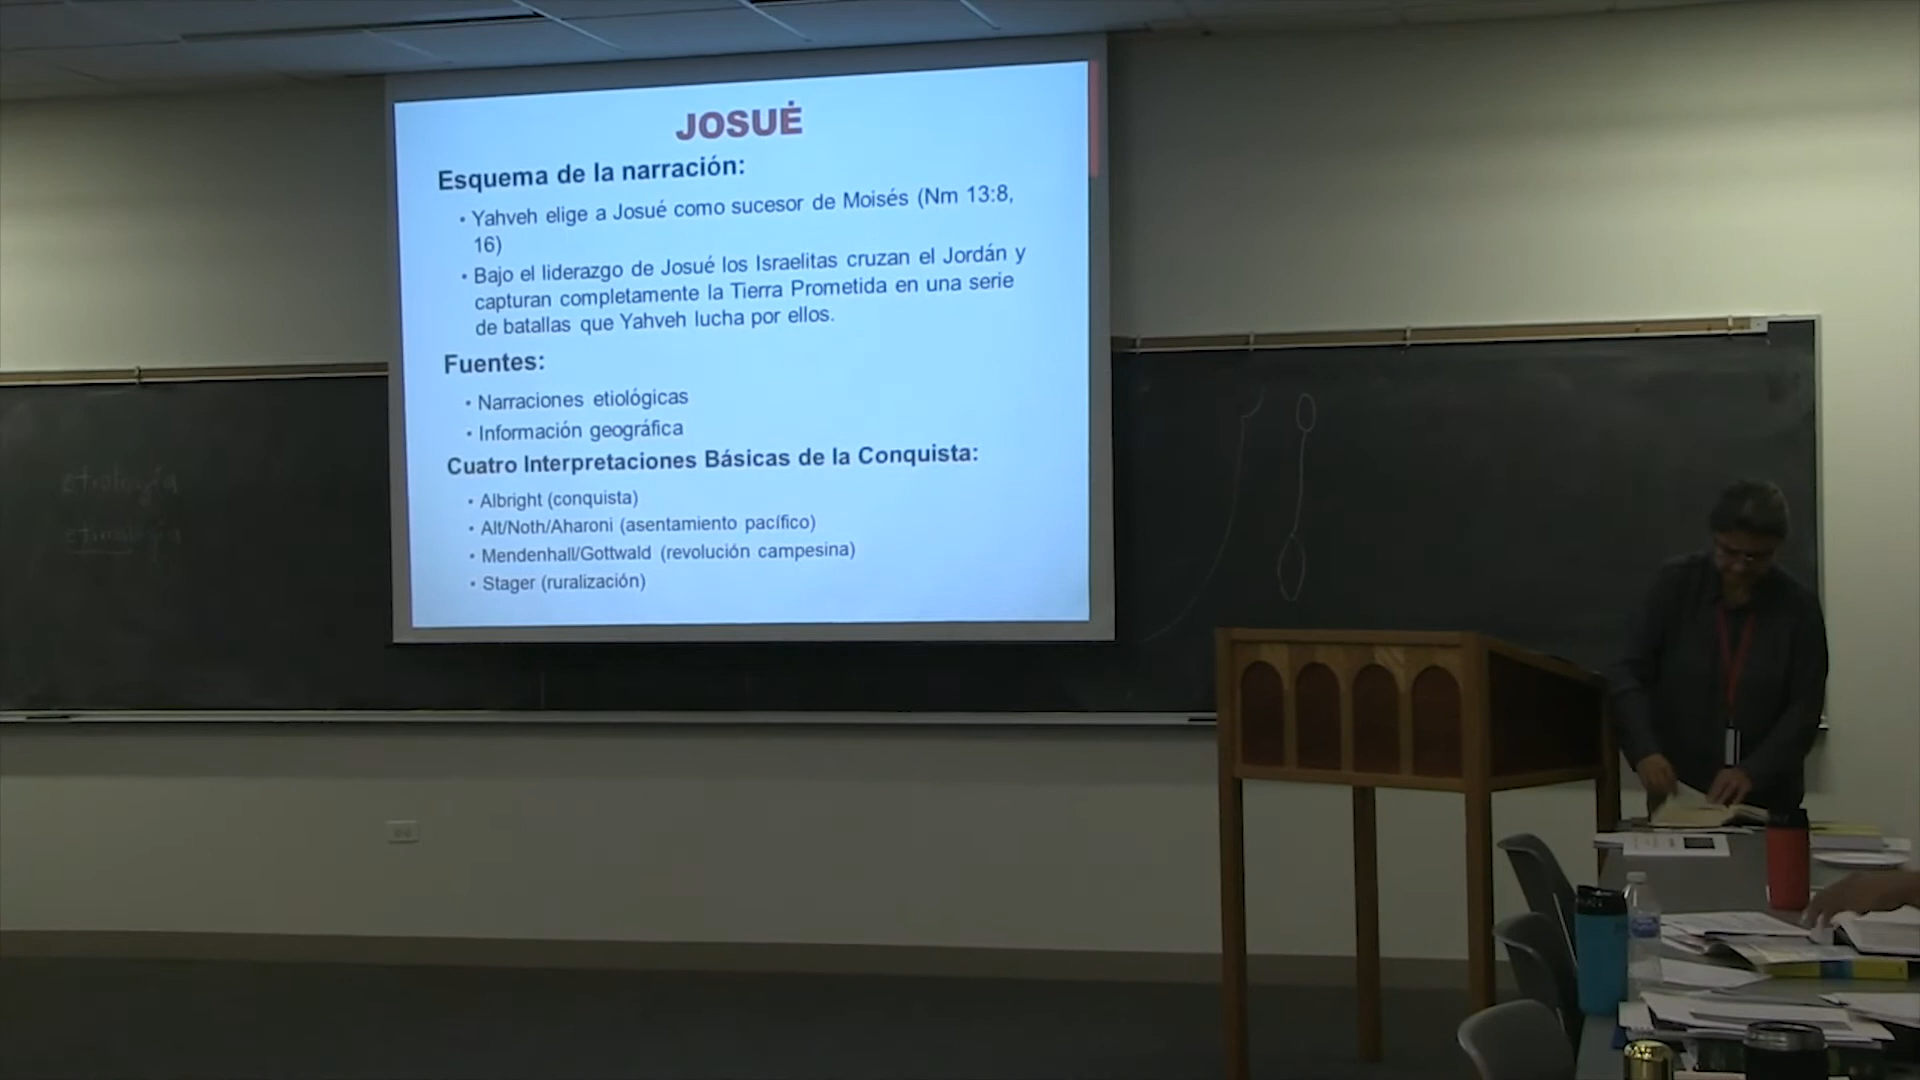 JOSUĖ
Esquema de la narración:
• Yahveh elige a Josué como sucesor de Moisés (Nm 13:8,
16)
• Bajo el liderazgo de Josué los Israelitas cruzan el Jordán y
capturan completamente la Tierra Prometida en una serie
de batallas que Yahveh lucha por ellos.
Fuentes:
• Narraciones etiológicas
• Información geográfica
Cuatro Interpretaciones Básicas de la Conquista:
• Albright (conquista)
• Alt/Noth/Aharoni (asentamiento pacífico)
• Mendenhall/Gottwald (revolución campesina)
• Stager (ruralización)
etiología
etimología